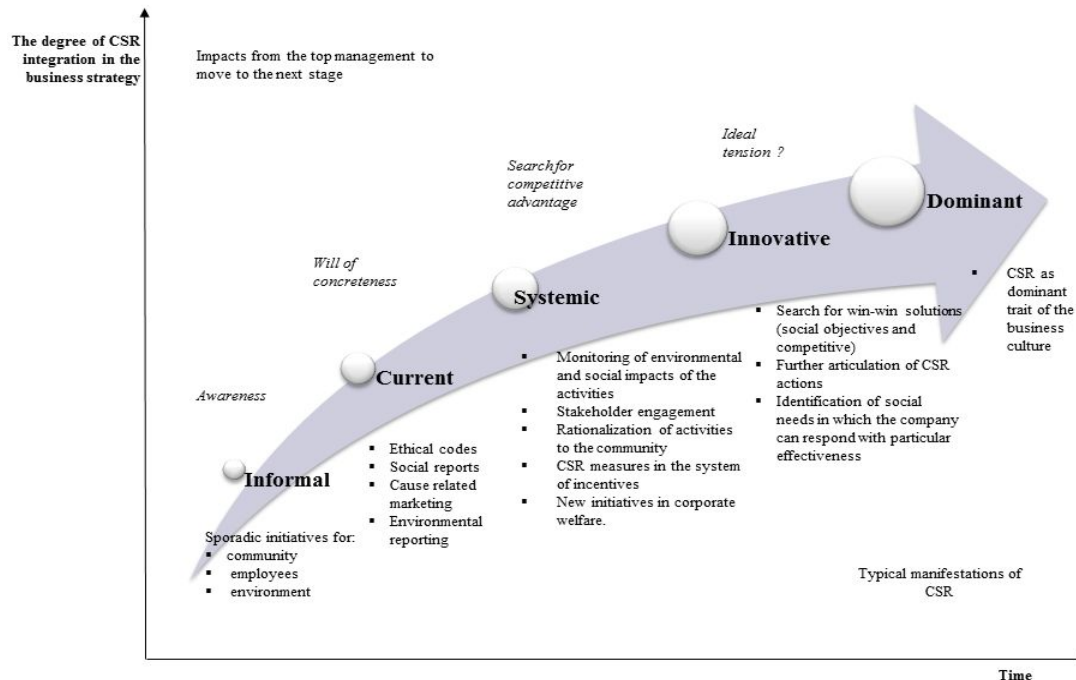 The degree of CSR
integration in the
business strategy
Impacts from the top management to
move to the next stage
Ideal
tension ?
Searchfor
competitive
advantage
Will of
concreteness
Awareness
Dominant
Innovative
Systemic
Current
Informal
Sporadic initiatives for:
▪ community
▪ employees
▪ environment
▪ Ethical codes
▪ Social reports
▪ Cause related
marketing
▪ Environmental
reporting
▪ Monitoring of environmental
and social impacts of the
activities
▪ Stakeholder engagement
▪ Rationalization of activities
to the community
▪ CSR measures in the system
of incentives
▪ New initiatives in corporate
welfare.
▪ Search for win-win solutions
(social objectives and
competitive)
▪ Further articulation of CSR
actions
▪ Identification of social
needs in which the company
can respond with particular
effectiveness
▪ CSR as
dominant
trait of the
business
culture
Typical manifestations of
CSR
Time